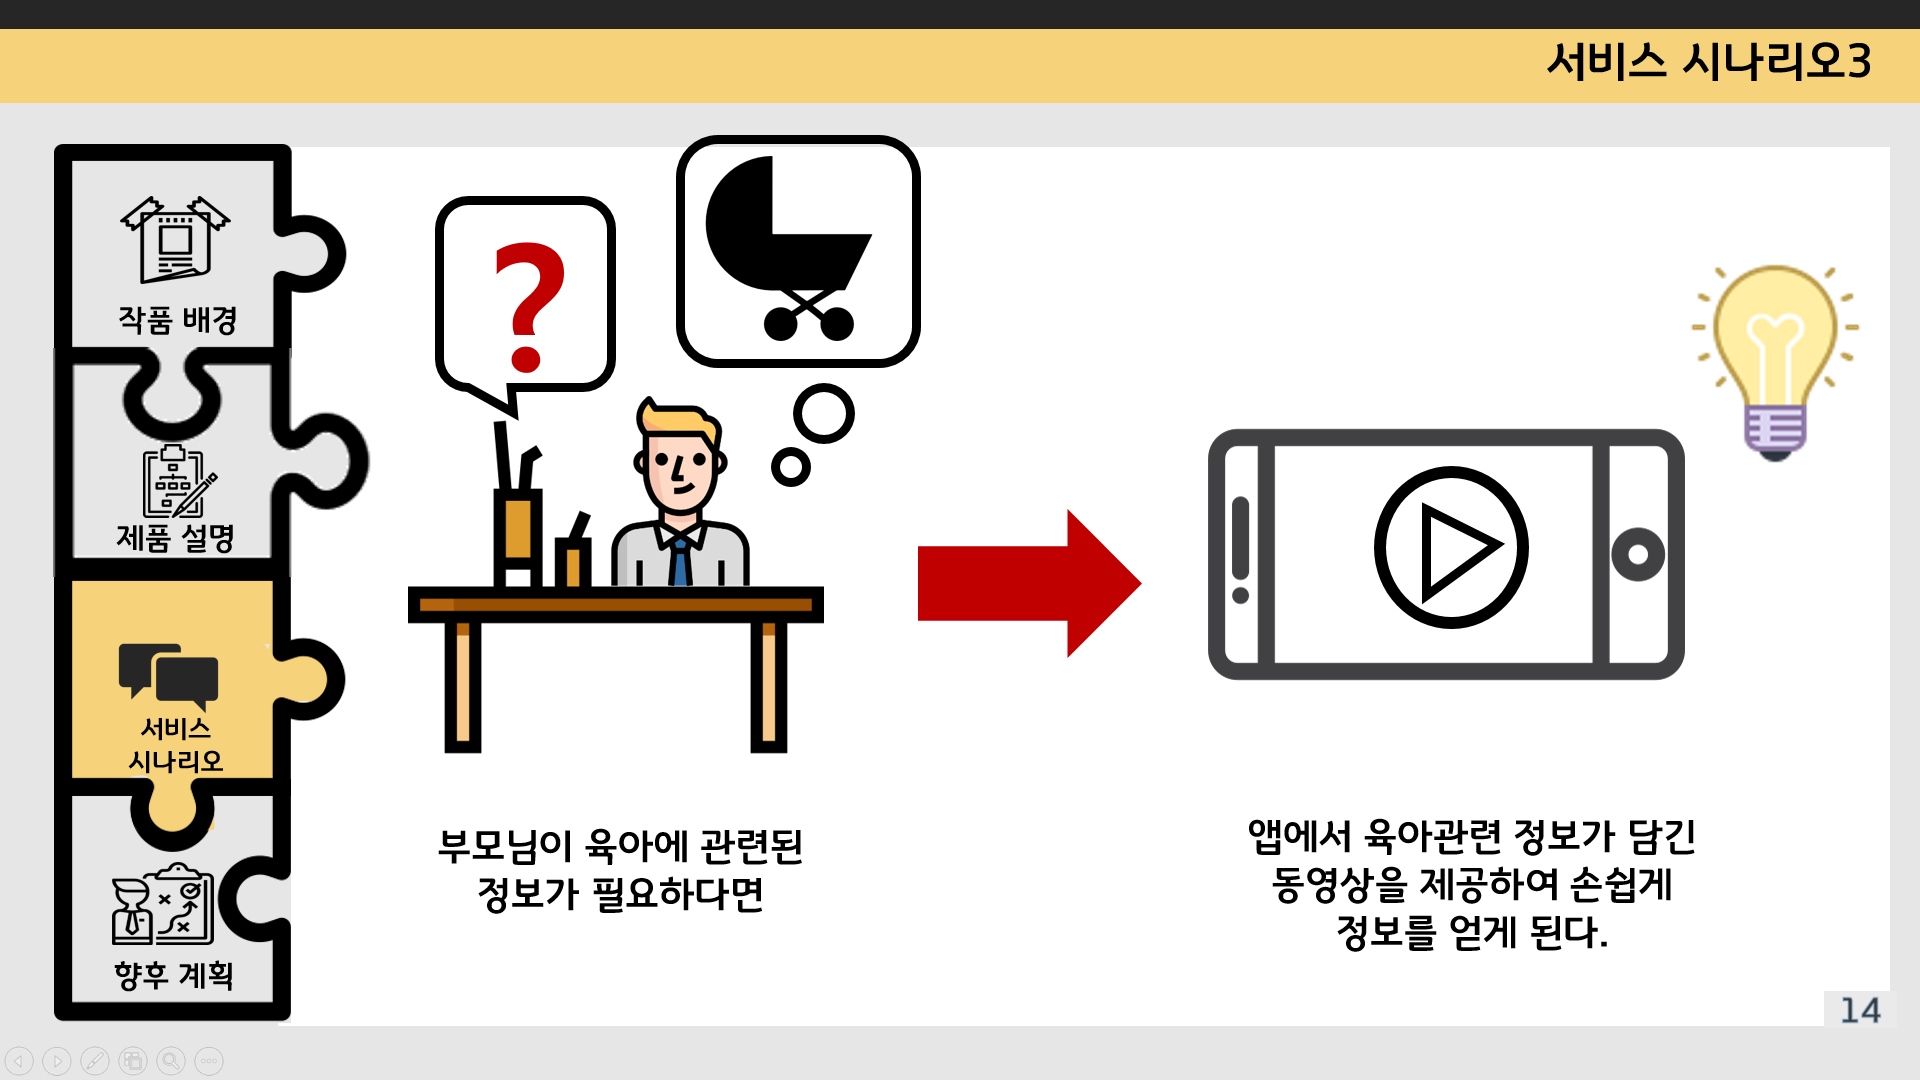 서비스 시나리오3
작품 배경
제품 설명
서비스
시나리오
향후 계획
?
부모님이 육아에 관련된
정보가 필요하다면
앱에서 육아관련 정보가 담긴
동영상을 제공하여 손쉽게
정보를 얻게 된다.
14